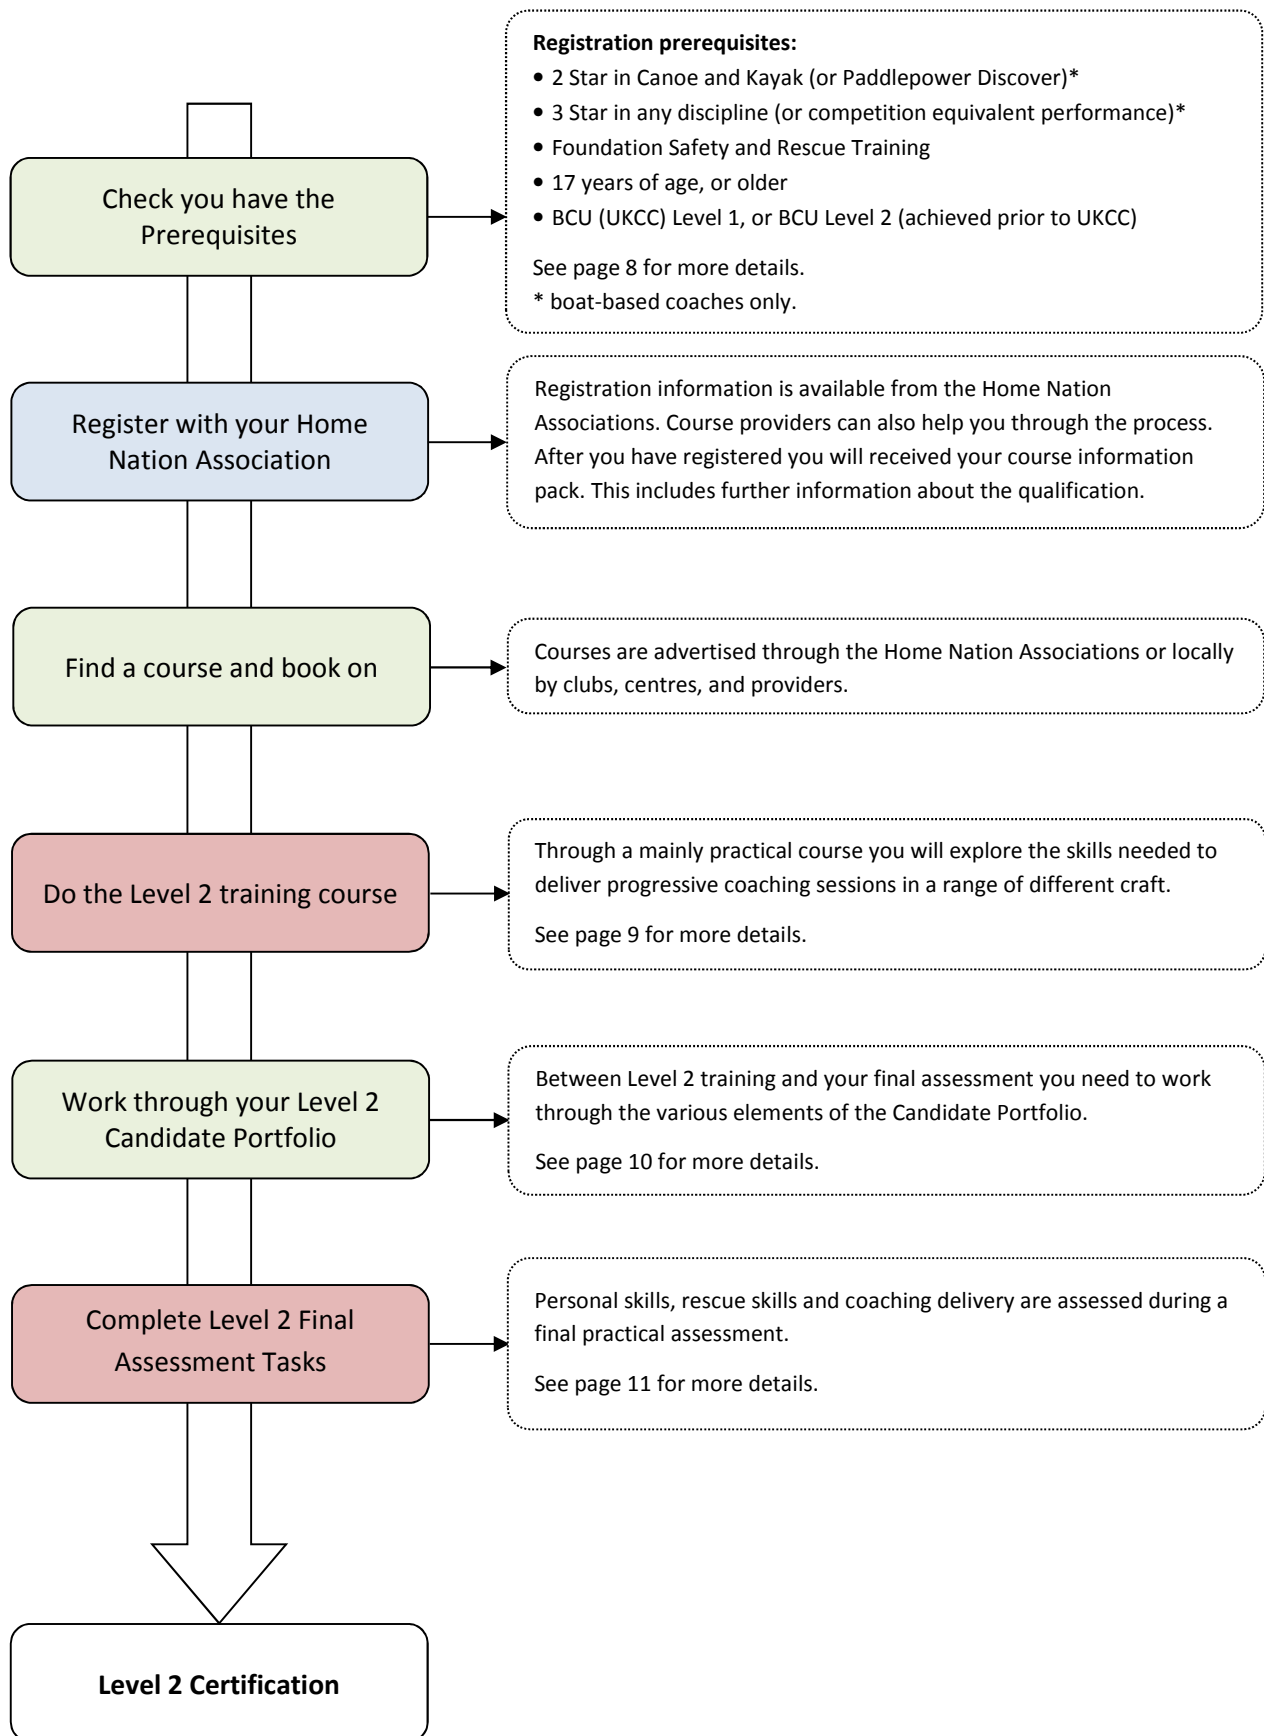 Check you have the
Prerequisites
Registration prerequisites:
• 2 Star in Canoe and Kayak (or Paddlepower Discover)*
• 3 Star in any discipline (or competition equivalent performance)*
• Foundation Safety and Rescue Training
• 17 years of age, or older
• BCU (UKCC) Level 1, or BCU Level 2 (achieved prior to UKCC)
See page 8 for more details.
* boat-based coaches only.
Register with your Home
Nation Association
Registration information is available from the Home Nation
Associations. Course providers can also help you through the process.
After you have registered you will received your course information
pack. This includes further information about the qualification.
Find a course and book on
Courses are advertised through the Home Nation Associations or locally
by clubs, centres, and providers.
Do the Level 2 training course
Through a mainly practical course you will explore the skills needed to
deliver progressive coaching sessions in a range of different craft.
See page 9 for more details.
Work through your Level 2
Candidate Portfolio
Between Level 2 training and your final assessment you need to work
through the various elements of the Candidate Portfolio.
See page 10 for more details.
Complete Level 2 Final
Assessment Tasks
Personal skills, rescue skills and coaching delivery are assessed during a
final practical assessment.
See page 11 for more details.
Level 2 Certification